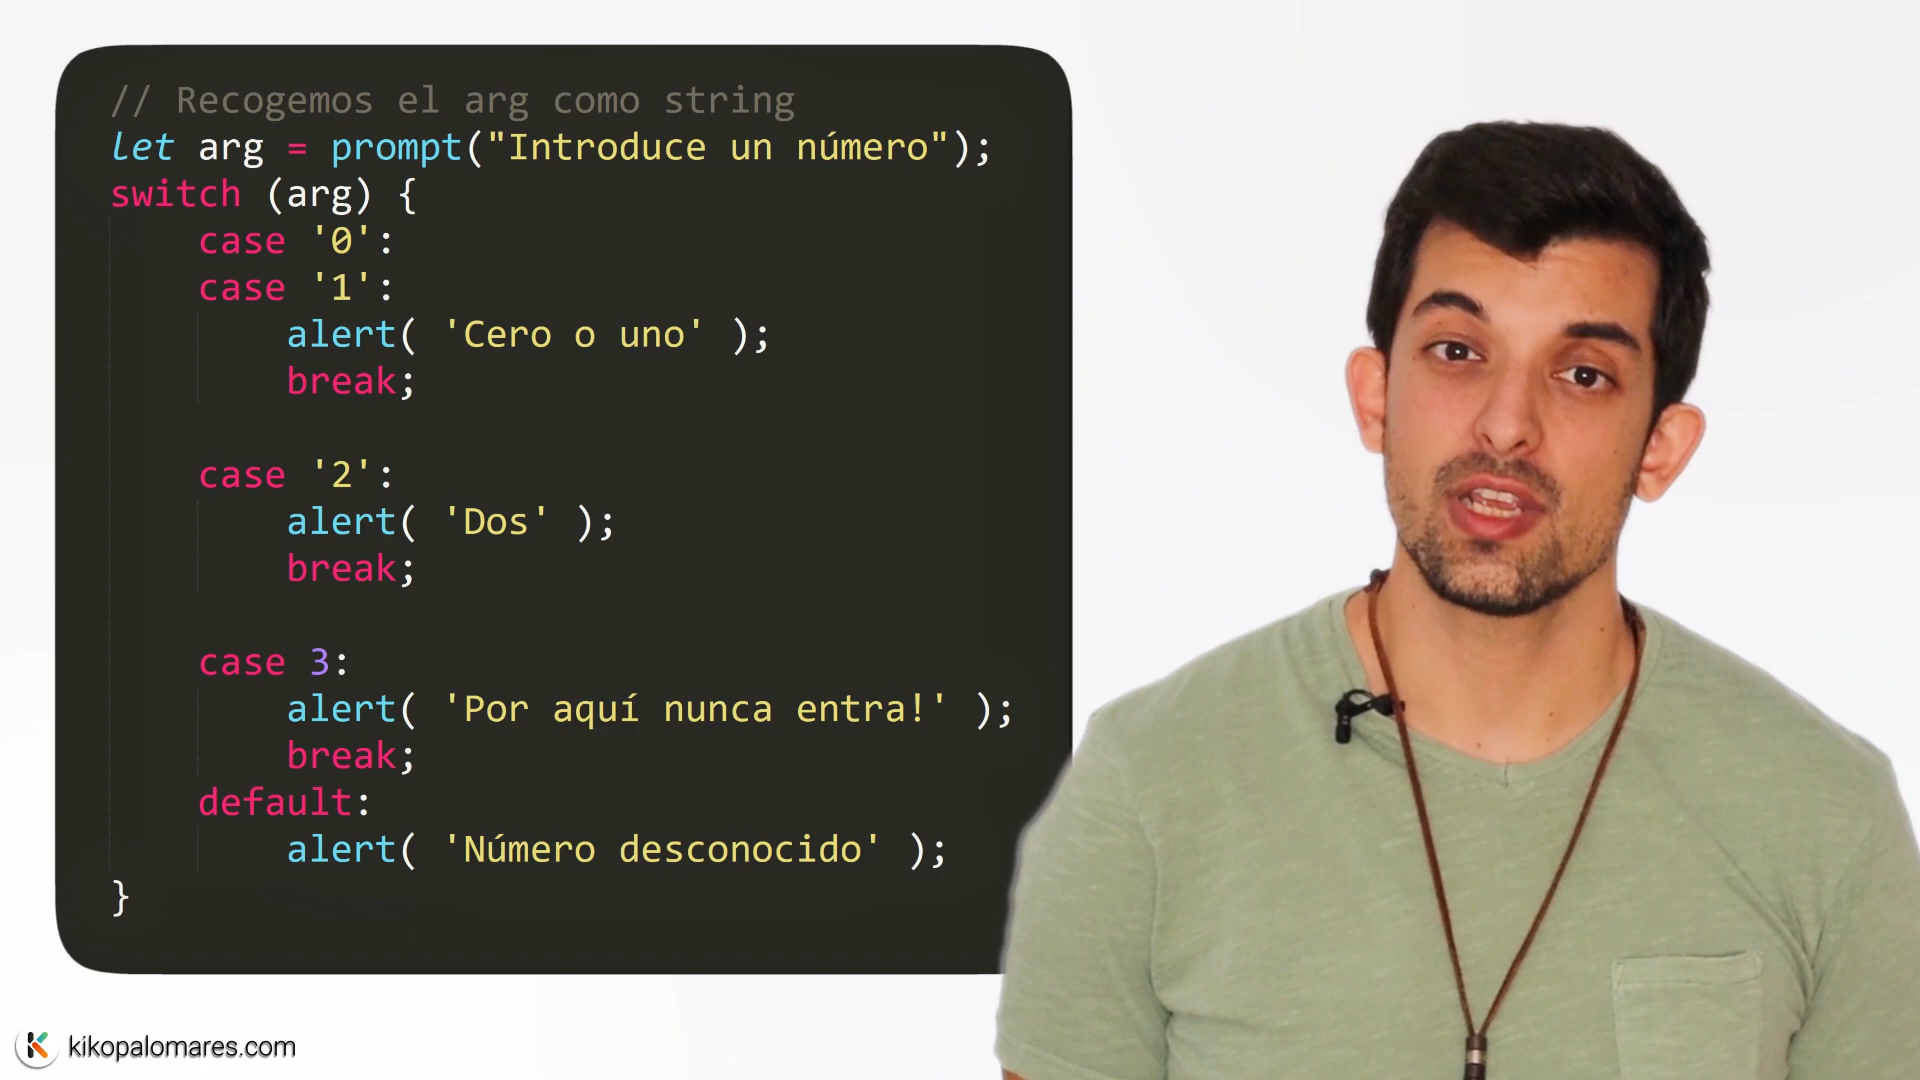 // Recogemos el arg como string
let arg = prompt("Introduce un número");
switch (arg) {
    case '0':
    case '1':
        alert( 'Cero o uno' );
        break;

    case '2':
        alert( 'Dos' );
        break;

    case 3:
        alert( 'Por aquí nunca entra!' );
        break;
    default:
        alert( 'Número desconocido' );
}
kikopalomares.com